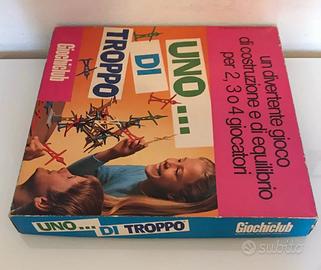 Giochiclub
UNO...
DI
TROPPO
un divertente gioco
di costruzione e di equilibrio
per 2, 3 o 4 giocatori
UNO... DI TROPPO
Giochiclub
subito